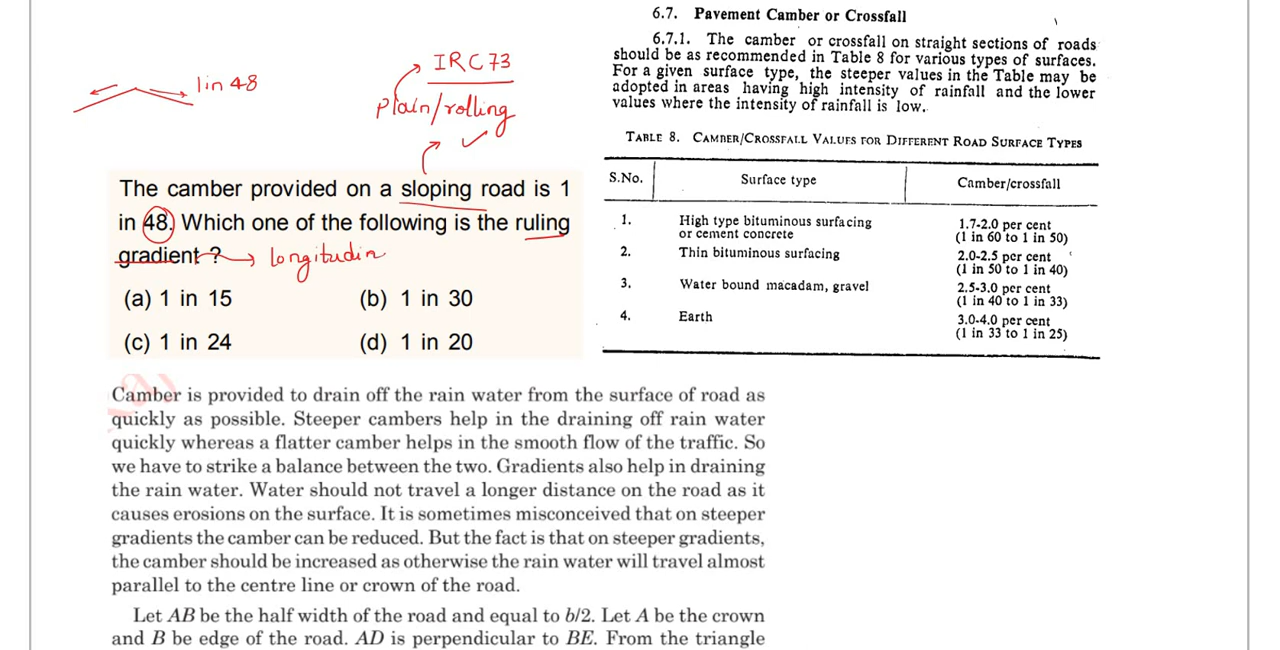 6.7. Pavement Camber or Crossfall
6.7.1. The camber or crossfall on straight sections of roads
should be as recommended in Table 8 for various types of surfaces.
For a given surface type, the steeper values in the Table may be
adopted in areas having high intensity of rainfall and the lower
values where the intensity of rainfall is low.
TABLE 8. CAMBER/CROSSFALL VALUES FOR DIFFERENT ROAD SURFACE TYPES
S.No. Surface type Camber/crossfall
1. High type bituminous surfacing 1.7-2.0 per cent
or cement concrete (1 in 60 to 1 in 50)
2. Thin bituminous surfacing 2.0-2.5 per cent
(1 in 50 to 1 in 40)
3. Water bound macadam, gravel 2.5-3.0 per cent
(1 in 40 to 1 in 33)
4. Earth 3.0-4.0 per cent
(1 in 33 to 1 in 25)
IRC 73
1 in 48
plain/rolling
The camber provided on a sloping road is 1
in 48. Which one of the following is the ruling
gradient ? longitudin
(a) 1 in 15 (b) 1 in 30
(c) 1 in 24 (d) 1 in 20
Camber is provided to drain off the rain water from the surface of road as
quickly as possible. Steeper cambers help in the draining off rain water
quickly whereas a flatter camber helps in the smooth flow of the traffic. So
we have to strike a balance between the two. Gradients also help in draining
the rain water. Water should not travel a longer distance on the road as it
causes erosions on the surface. It is sometimes misconceived that on steeper
gradients the camber can be reduced. But the fact is that on steeper gradients,
the camber should be increased as otherwise the rain water will travel almost
parallel to the centre line or crown of the road.
Let AB be the half width of the road and equal to b/2. Let A be the crown
and B be edge of the road. AD is perpendicular to BE. From the triangle